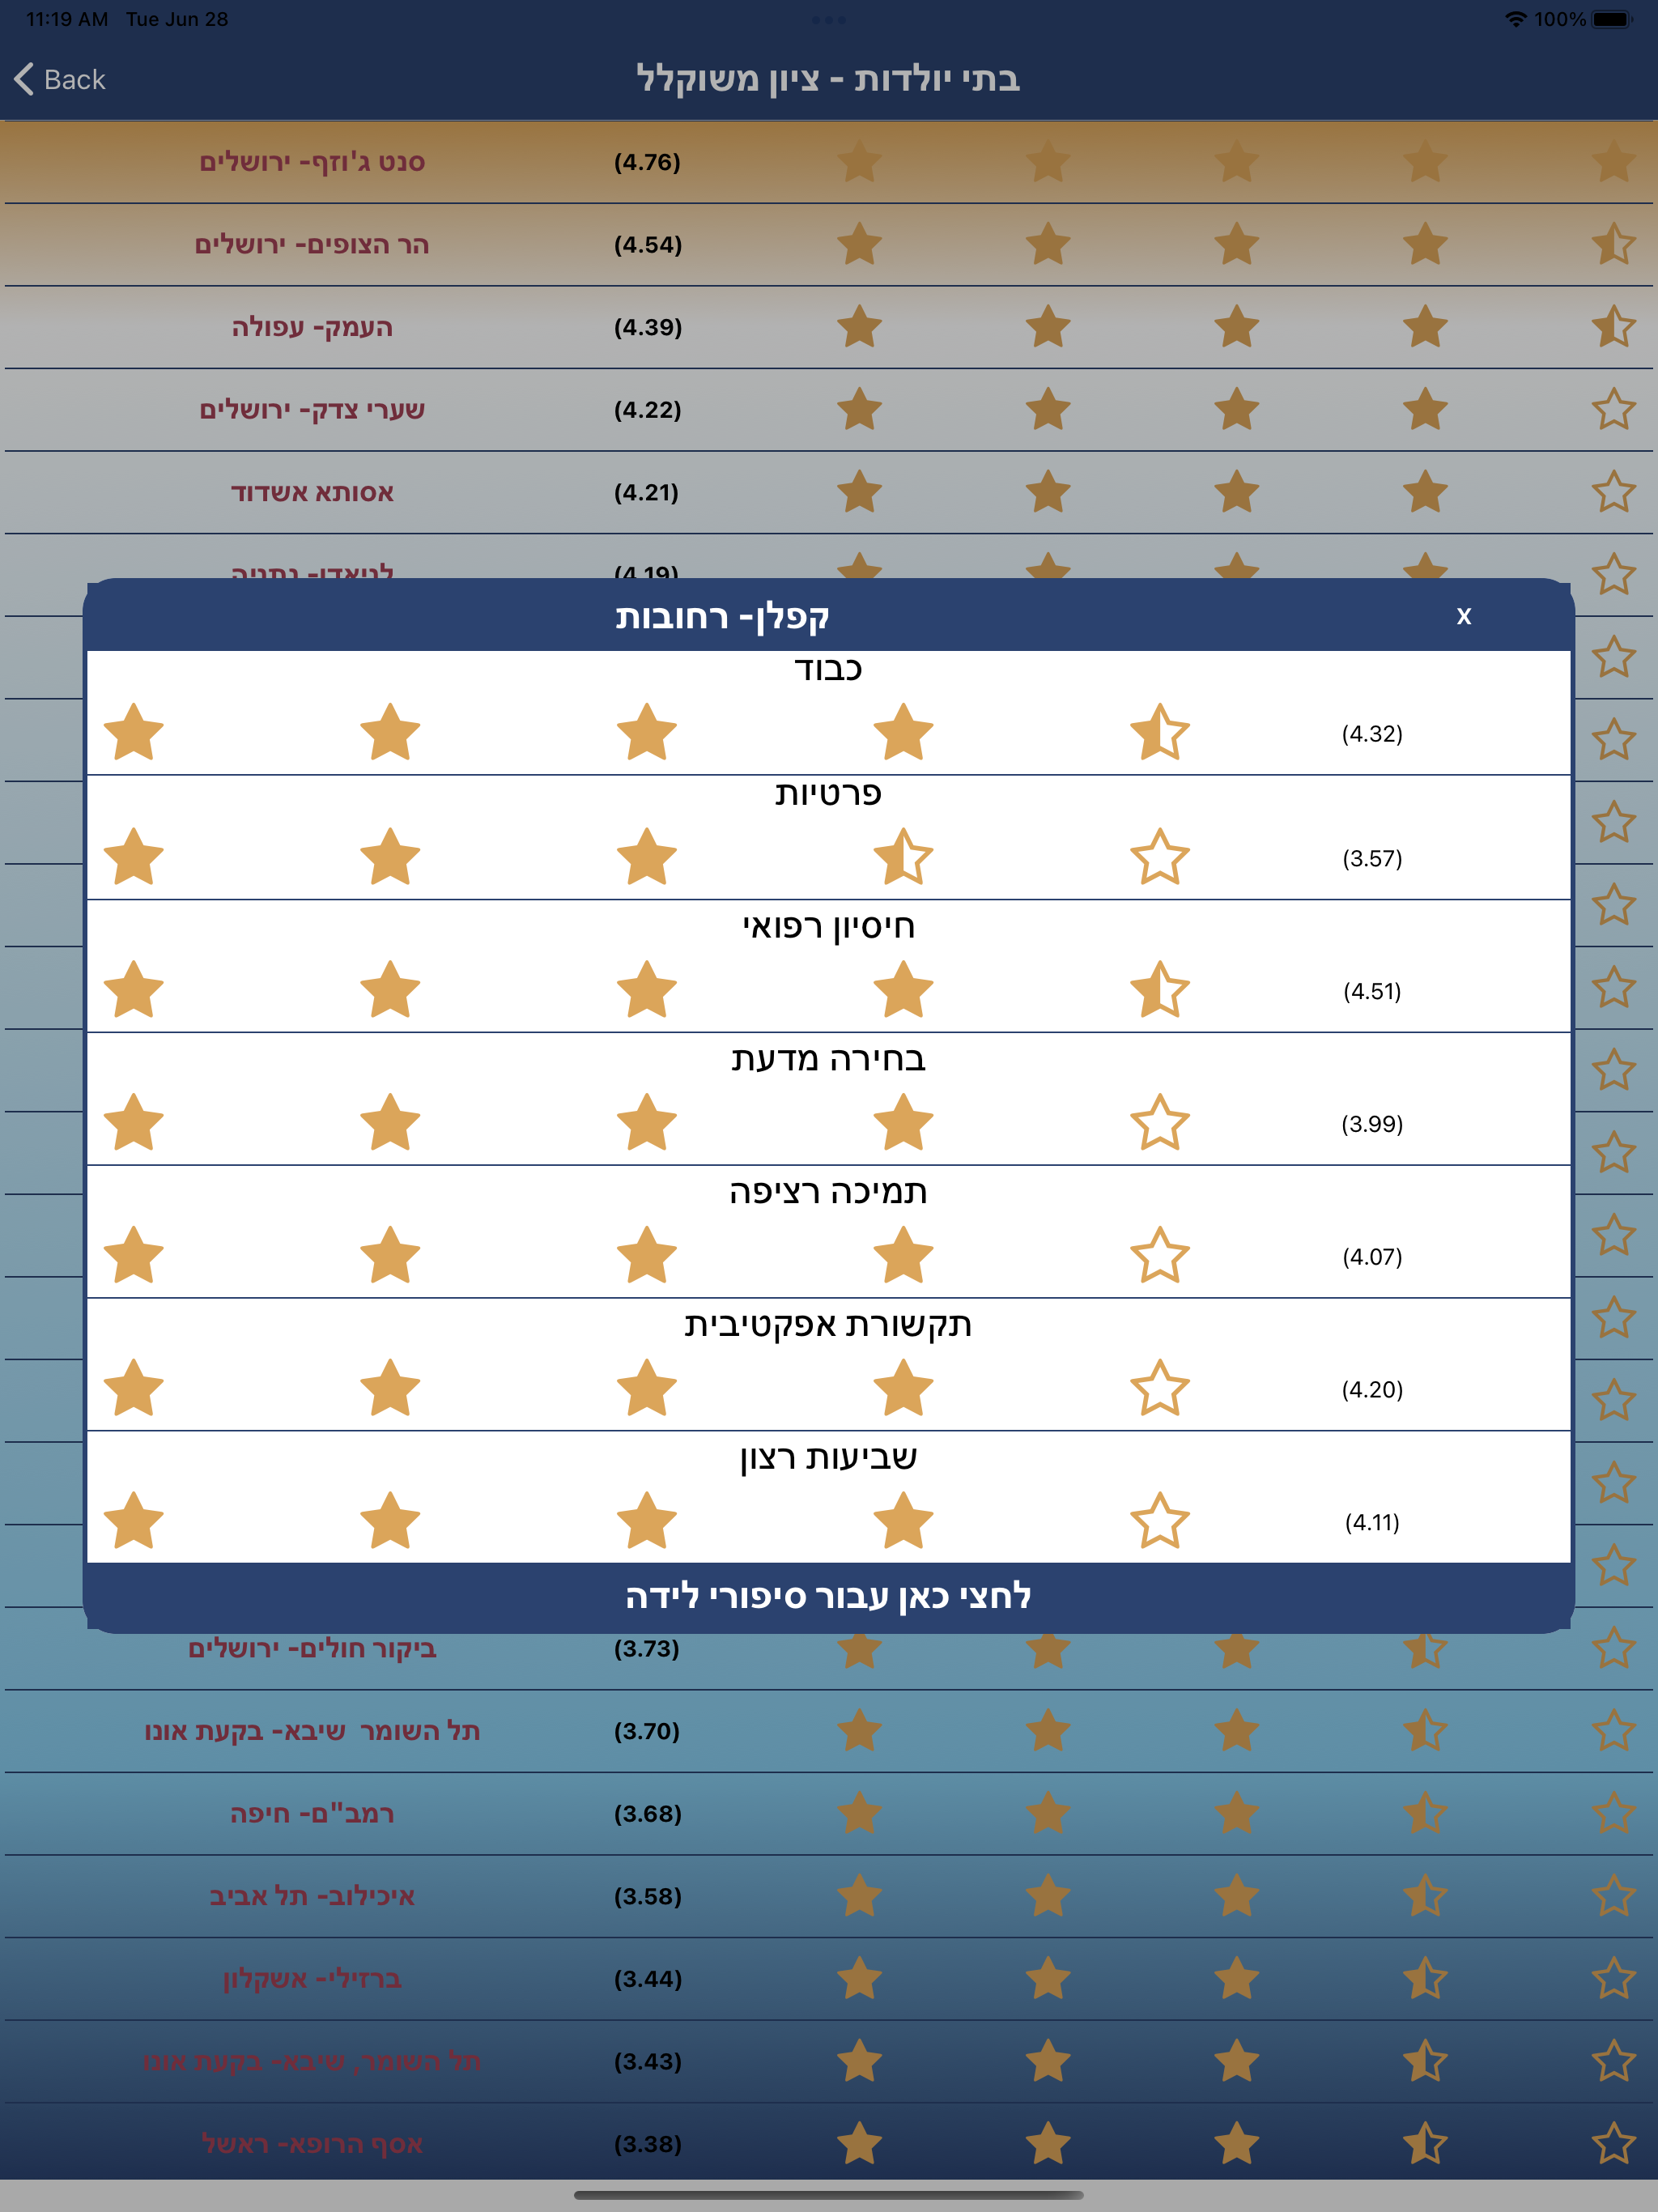 11:19 AM Tue Jun 28
100%
Back
בתי יולדות - ציון משוקלל
סנט ג'וזף- ירושלים (4.76)
הר הצופים- ירושלים (4.54)
העמק- עפולה (4.39)
שערי צדק- ירושלים (4.22)
אסותא אשדוד (4.21)
לניאדו- נתניה (4.19)
קפלן- רחובות
X
כבוד
(4.32)
פרטיות
(3.57)
חיסיון רפואי
(4.51)
בחירה מדעת
(3.99)
תמיכה רציפה
(4.07)
תקשורת אפקטיבית
(4.20)
שביעות רצון
(4.11)
לחצי כאן עבור סיפורי לידה
ביקור חולים- ירושלים (3.73)
תל השומר  שיבא- בקעת אונו (3.70)
רמב"ם- חיפה (3.68)
איכילוב- תל אביב (3.58)
ברזילי- אשקלון (3.44)
תל השומר, שיבא- בקעת אונו (3.43)
אסף הרופא- ראשל (3.38)